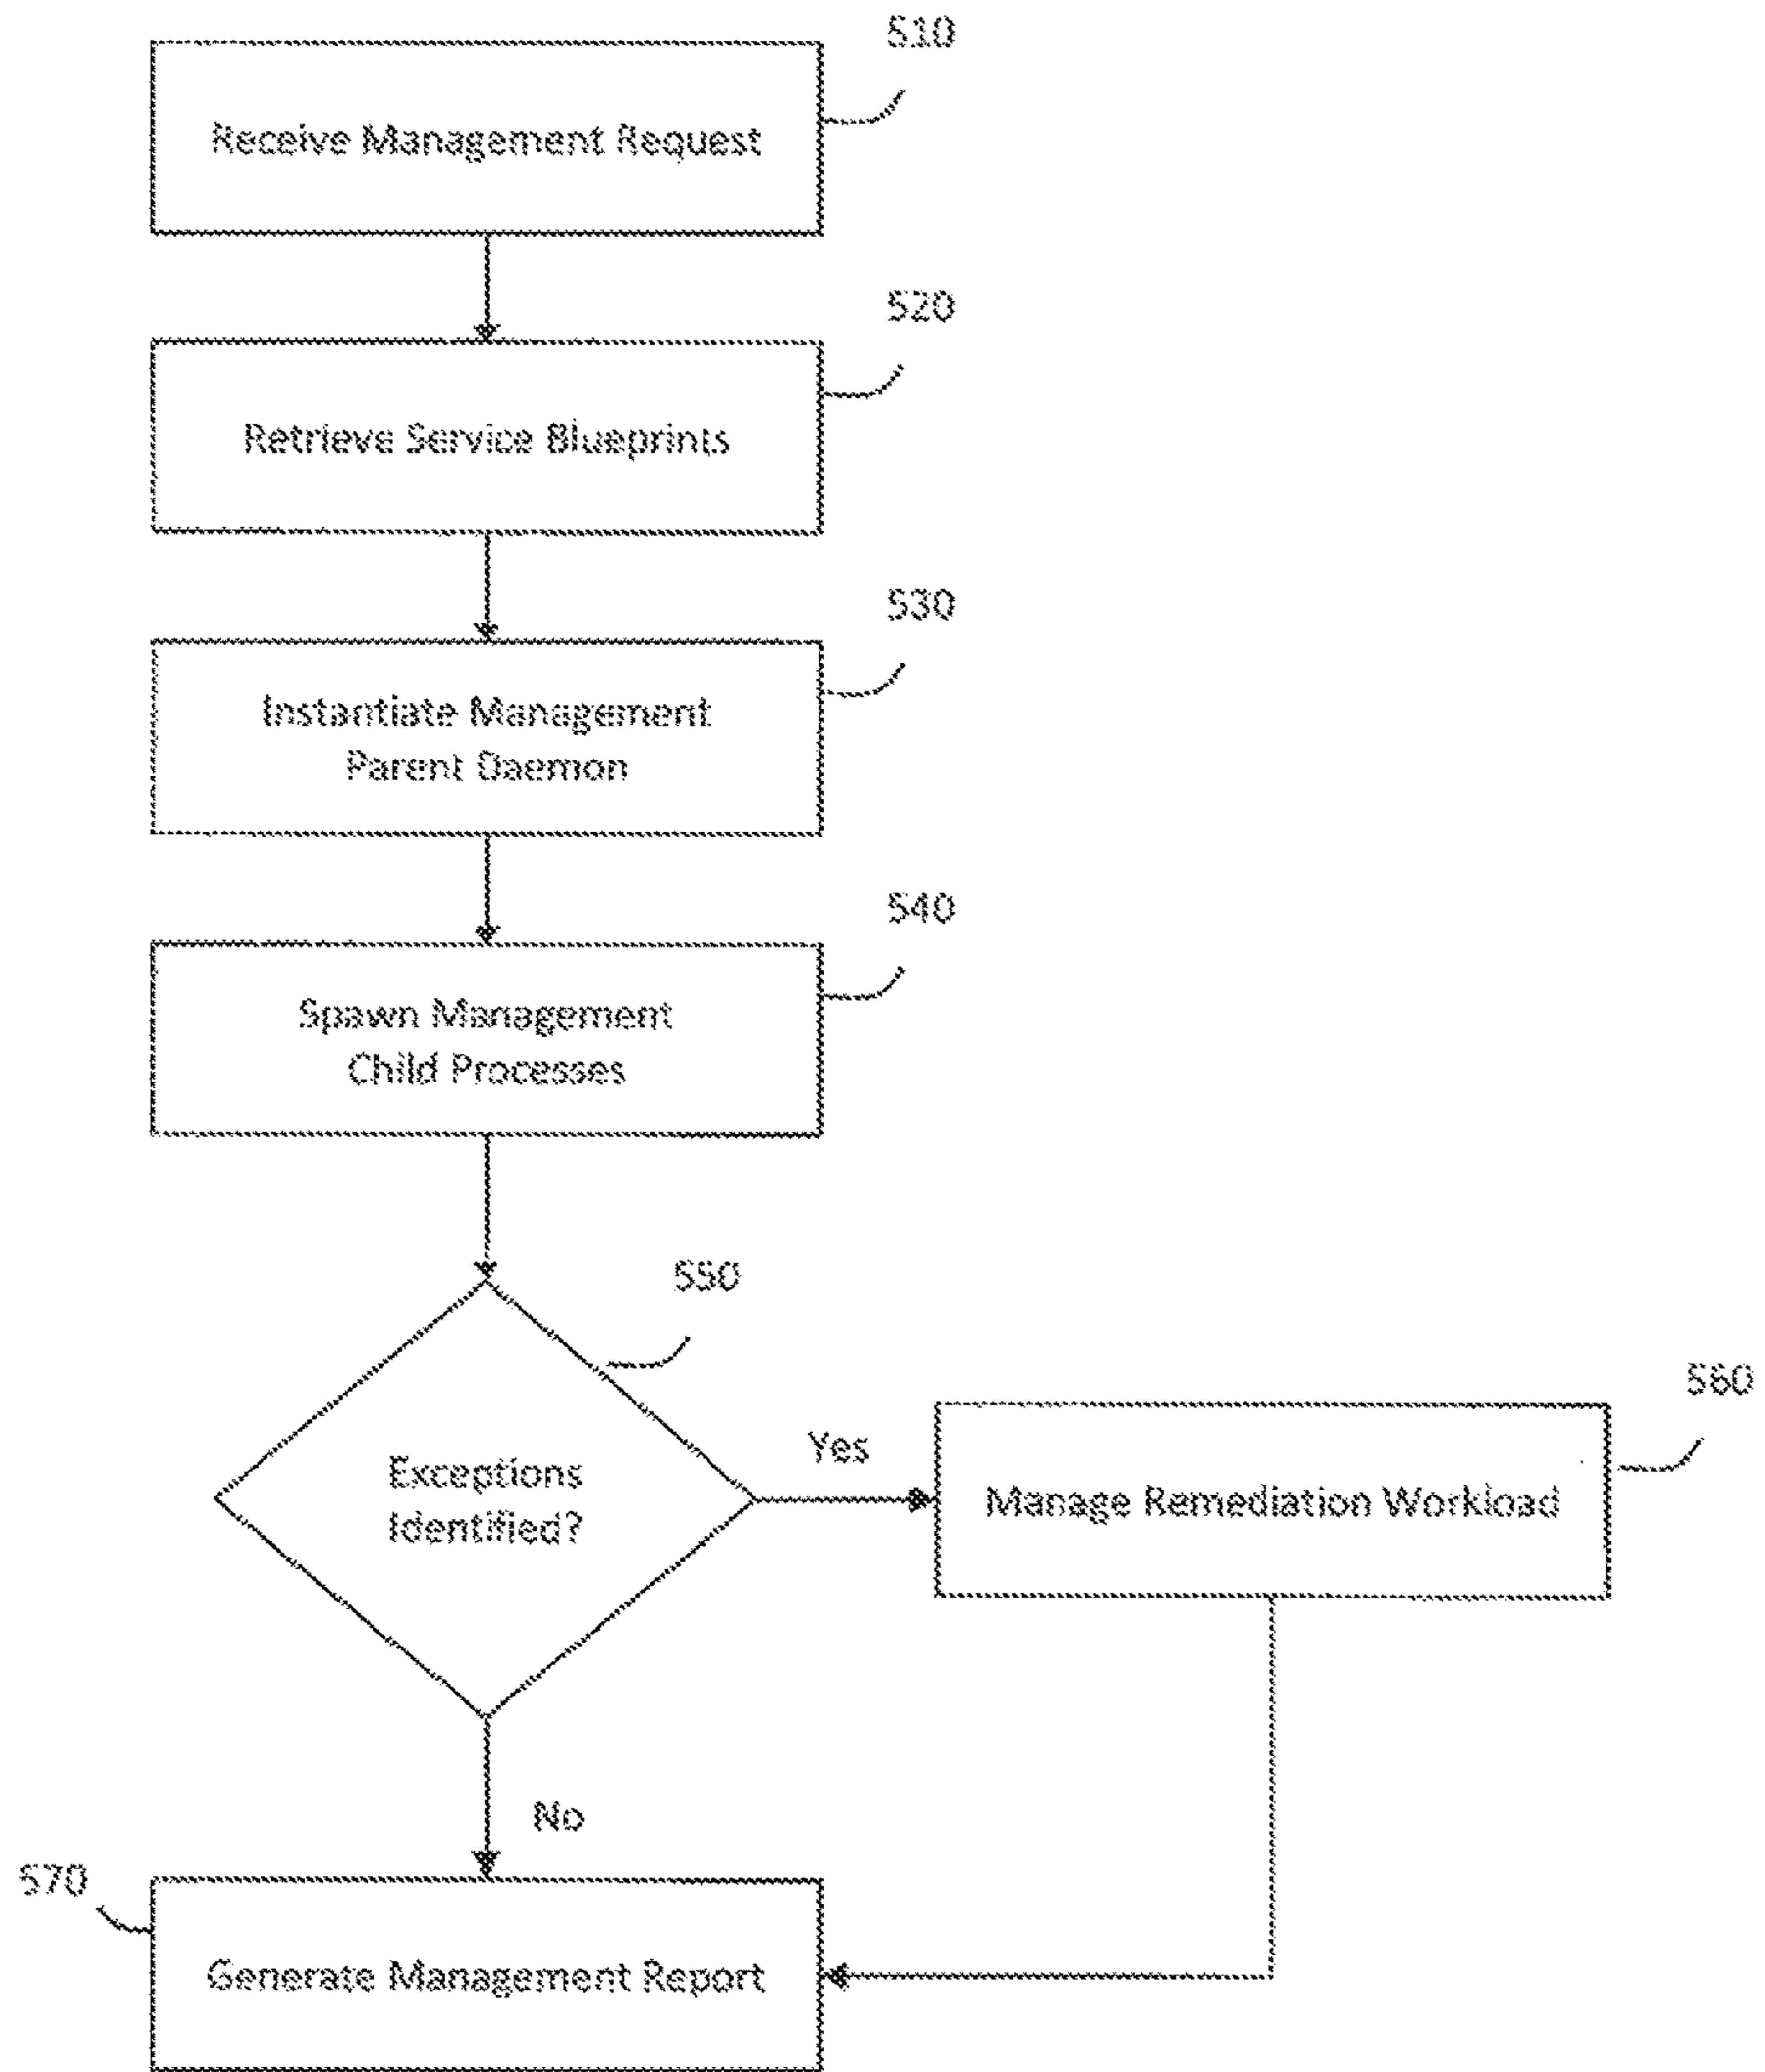 510
Receive Management Request
520
Retrieve Service Blueprints
530
Instantiate Management
Parent Daemon
540
Spawn Management
Child Processes
550
Exceptions
Identified?
Yes
560
Manage Remediation Workload
No
570
Generate Management Report